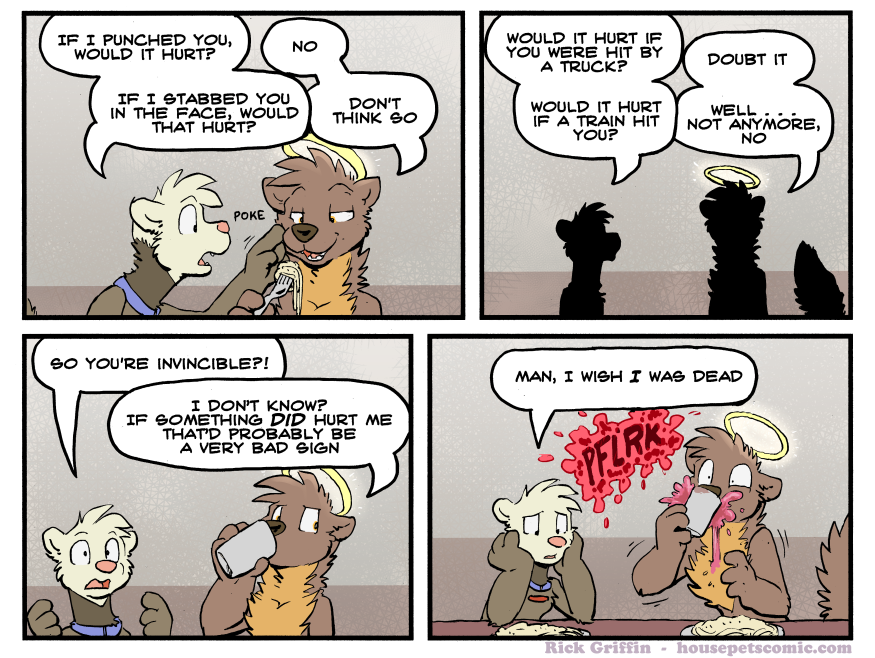 IF I PUNCHED YOU,
WOULD IT HURT?
NO
IF I STABBED YOU
IN THE FACE, WOULD
THAT HURT?
DON'T
THINK SO
POKE
WOULD IT HURT IF
YOU WERE HIT BY
A TRUCK?
DOUBT IT
WOULD IT HURT
IF A TRAIN HIT
YOU?
WELL . . .
NOT ANYMORE,
NO
SO YOU'RE INVINCIBLE?!
I DON'T KNOW?
IF SOMETHING DID HURT ME
THAT'D PROBABLY BE
A VERY BAD SIGN
MAN, I WISH I WAS DEAD
PFLRK
Rick Griffin - housepetscomic.com